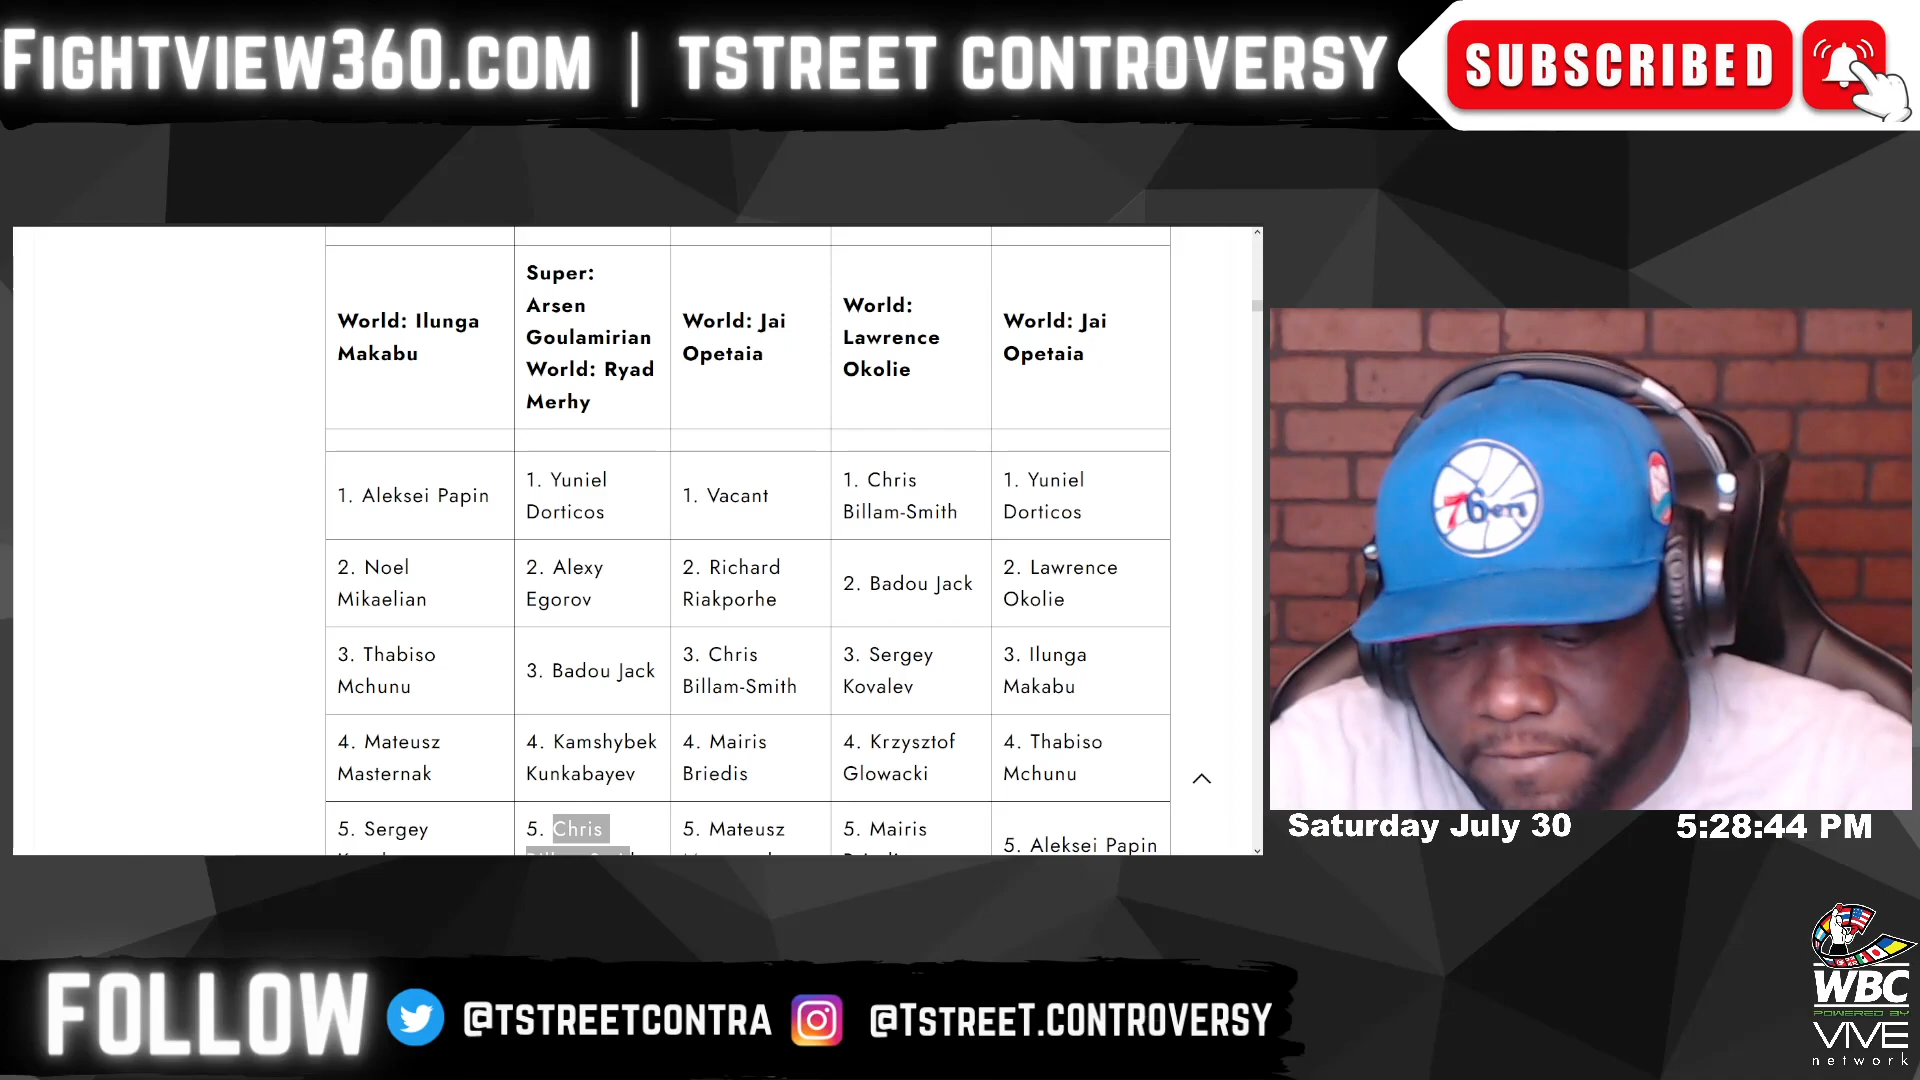 FIGHTVIEW360.COM | TSTREET CONTROVERSY
SUBSCRIBED
World: Ilunga
Makabu
Super:
Arsen
Goulamirian
World: Ryad
Merhy
World: Jai
Opetaia
World:
Lawrence
Okolie
World: Jai
Opetaia
1. Aleksei Papin
1. Yuniel
Dorticos
1. Vacant
1. Chris
Billam-Smith
1. Yuniel
Dorticos
2. Noel
Mikaelian
2. Alexy
Egorov
2. Richard
Riakporhe
2. Badou Jack
2. Lawrence
Okolie
3. Thabiso
Mchunu
3. Badou Jack
3. Chris
Billam-Smith
3. Sergey
Kovalev
3. Ilunga
Makabu
4. Mateusz
Masternak
4. Kamshybek
Kunkabayev
4. Mairis
Briedis
4. Krzysztof
Glowacki
4. Thabiso
Mchunu
5. Sergey
5. Chris
5. Mateusz
5. Mairis
5. Aleksei Papin
76ers
Saturday July 30
5:28:44 PM
FOLLOW
@TSTREETCONTRA
@TSTREET.CONTROVERSY
WBC
POWERED BY
VIVE
network